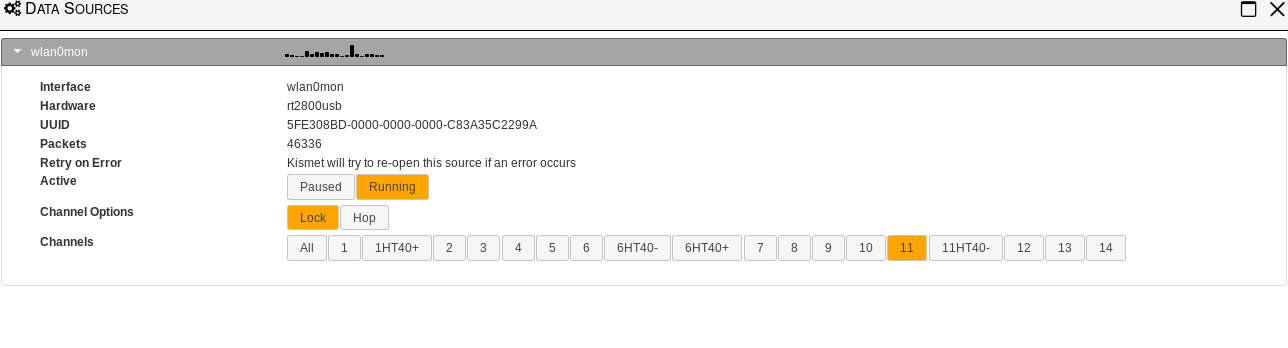 Data Sources
wlan0mon
Interface wlan0mon
Hardware rt2800usb
UUID 5FE308BD-0000-0000-0000-C83A35C2299A
Packets 46336
Retry on Error Kismet will try to re-open this source if an error occurs
Active Paused Running
Channel Options Lock Hop
Channels All 1 1HT40+ 2 3 4 5 6 6HT40- 6HT40+ 7 8 9 10 11 11HT40- 12 13 14